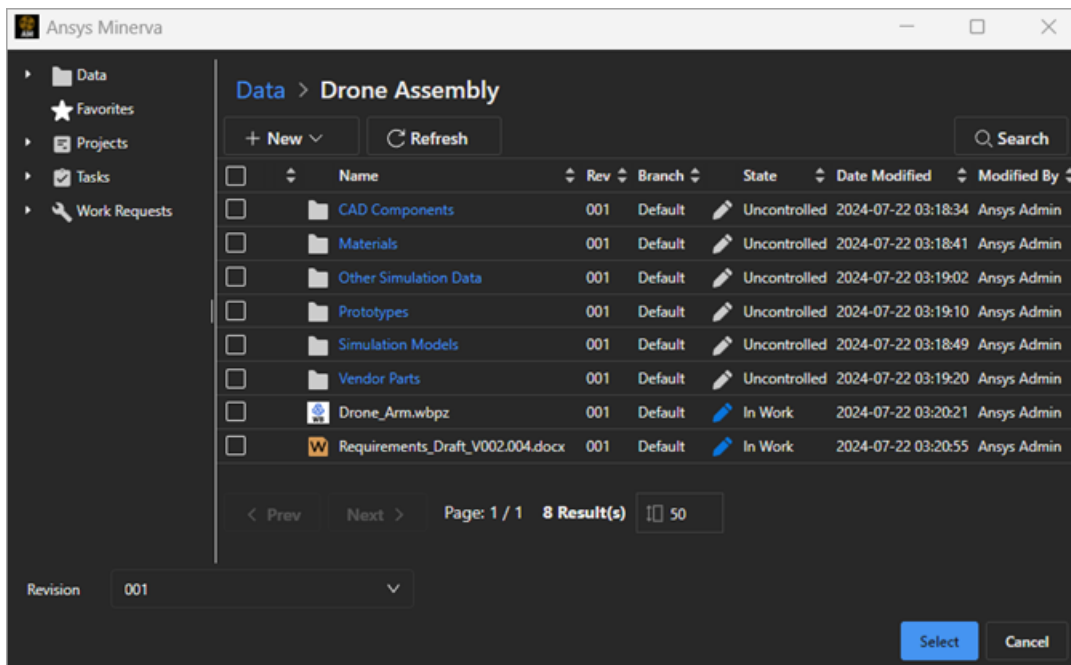 Ansys Minerva
Data
Favorites
Projects
Tasks
Work Requests
Data > Drone Assembly
+ New
Refresh
Search
Name Rev Branch State Date Modified Modified By
CAD Components 001 Default Uncontrolled 2024-07-22 03:18:34 Ansys Admin
Materials 001 Default Uncontrolled 2024-07-22 03:18:41 Ansys Admin
Other Simulation Data 001 Default Uncontrolled 2024-07-22 03:19:02 Ansys Admin
Prototypes 001 Default Uncontrolled 2024-07-22 03:19:10 Ansys Admin
Simulation Models 001 Default Uncontrolled 2024-07-22 03:18:49 Ansys Admin
Vendor Parts 001 Default Uncontrolled 2024-07-22 03:19:20 Ansys Admin
Drone_Arm.wbpz 001 Default In Work 2024-07-22 03:20:21 Ansys Admin
W Requirements_Draft_V002.004.docx 001 Default In Work 2024-07-22 03:20:55 Ansys Admin
< Prev Next > Page: 1 / 1 8 Result(s) 50
Revision 001
Select Cancel